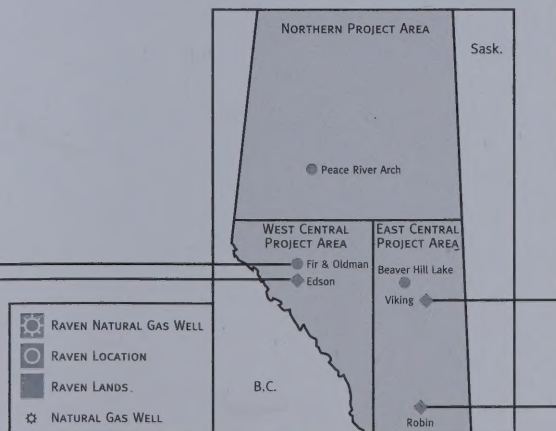 NORTHERN PROJECT AREA
Sask.
Peace River Arch
WEST CENTRAL
PROJECT AREA
EAST CENTRAL
PROJECT AREA
Fir & Oldman
Edson
Beaver Hill Lake
Viking
RAVEN NATURAL GAS WELL
RAVEN LOCATION
RAVEN LANDS
NATURAL GAS WELL
B.C.
Robin